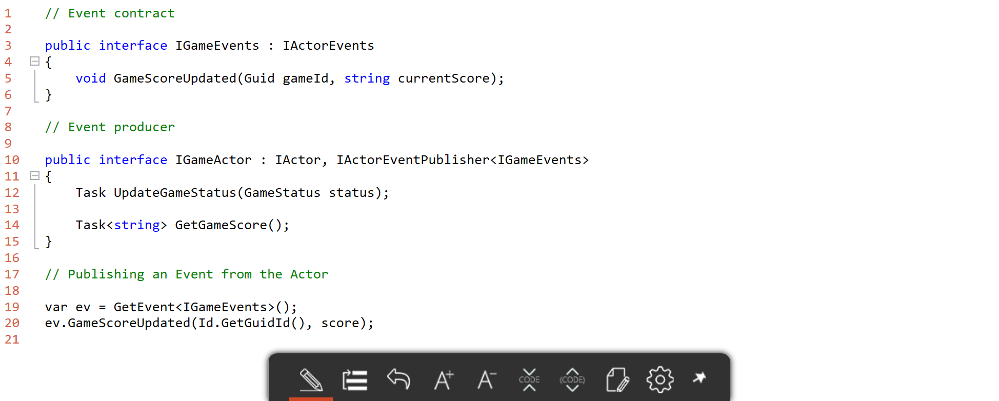 1 // Event contract
2
3 public interface IGameEvents : IActorEvents
4 {
5     void GameScoreUpdated(Guid gameId, string currentScore);
6 }
7
8 // Event producer
9
10 public interface IGameActor : IActor, IActorEventPublisher<IGameEvents>
11 {
12     Task UpdateGameStatus(GameStatus status);
13
14     Task<string> GetGameScore();
15 }
16
17 // Publishing an Event from the Actor
18
19 var ev = GetEvent<IGameEvents>();
20 ev.GameScoreUpdated(Id.GetGuidId(), score);
21
A+ A- CODE {CODE}